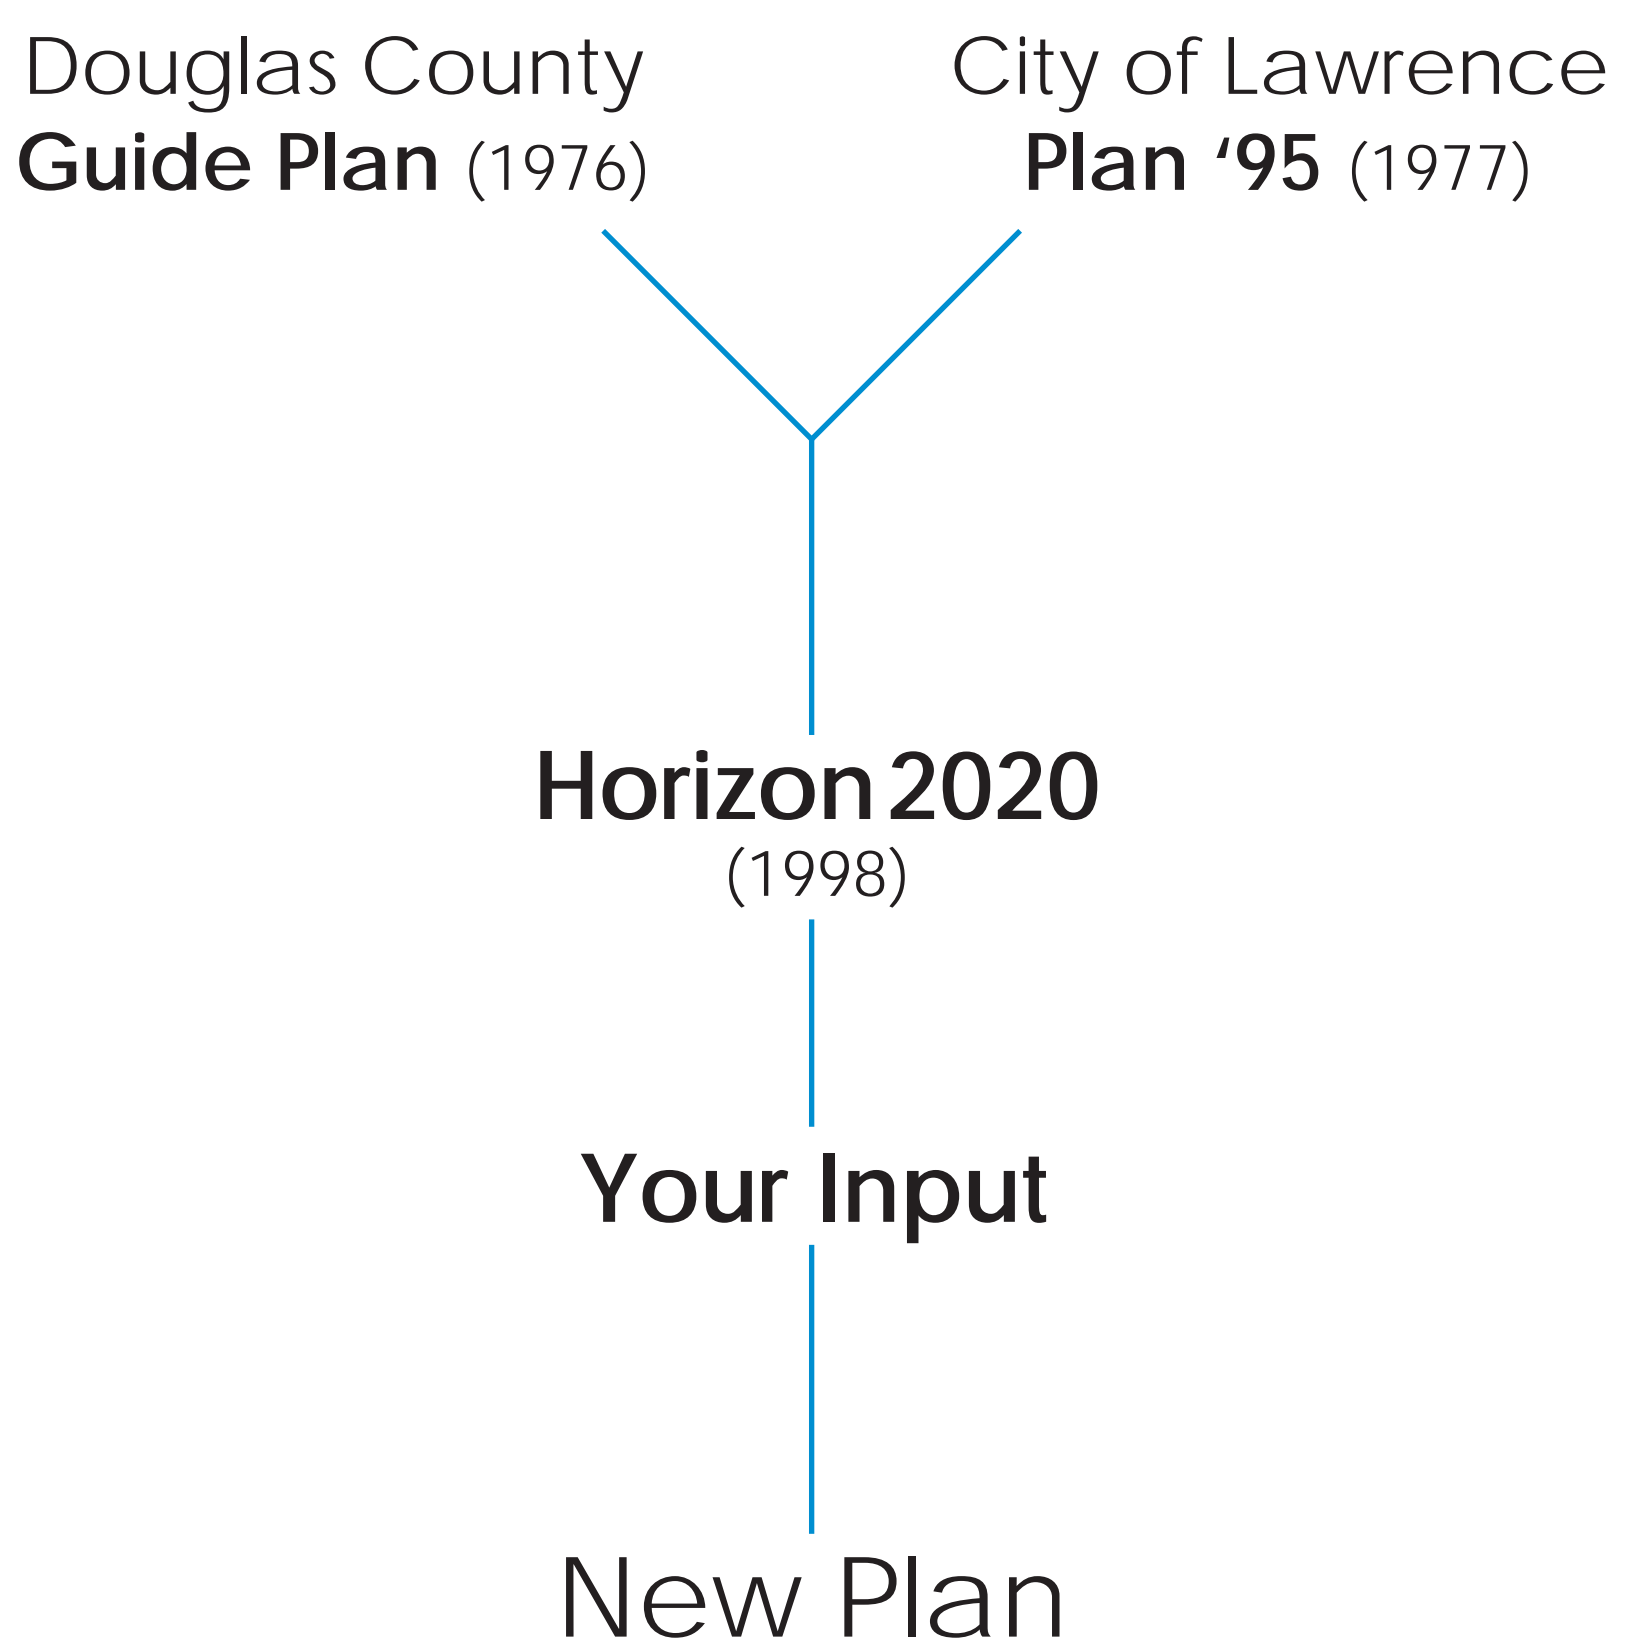 Douglas County
Guide Plan (1976)
City of Lawrence
Plan ‘95 (1977)
Horizon 2020
(1998)
Your Input
New Plan